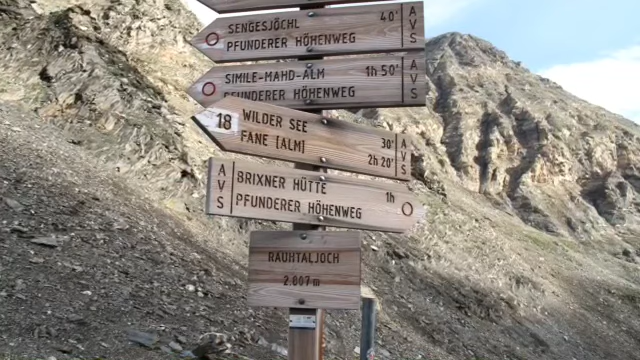 SENGESJÖCHL 40' AVS
PFUNDERER HÖHENWEG
SIMILE-MAHD-ALM 1h 50' AVS
PFUNDERER HÖHENWEG
18 WILDER SEE 30' AVS
FANE [ALM] 2h 20'
AVS BRIXNER HÜTTE 1h
PFUNDERER HÖHENWEG
RAUHTALJOCH
2.807 m